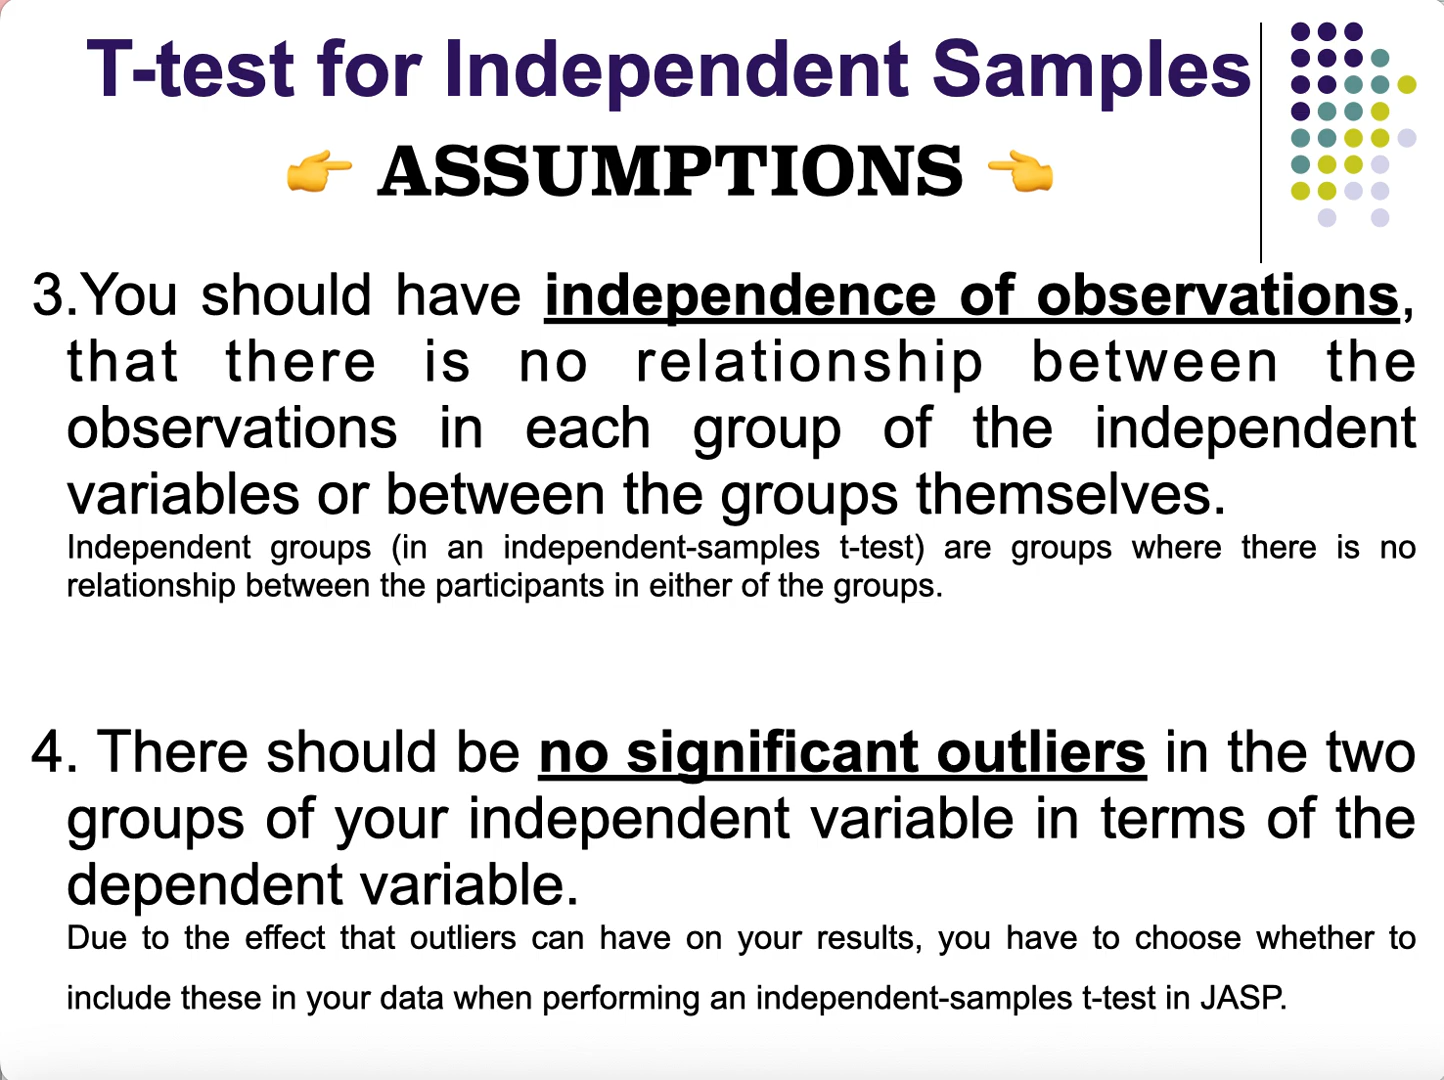 T-test for Independent Samples
👉 ASSUMPTIONS 👈
3.You should have independence of observations,
that there is no relationship between the
observations in each group of the independent
variables or between the groups themselves.
Independent groups (in an independent-samples t-test) are groups where there is no
relationship between the participants in either of the groups.
4. There should be no significant outliers in the two
groups of your independent variable in terms of the
dependent variable.
Due to the effect that outliers can have on your results, you have to choose whether to
include these in your data when performing an independent-samples t-test in JASP.